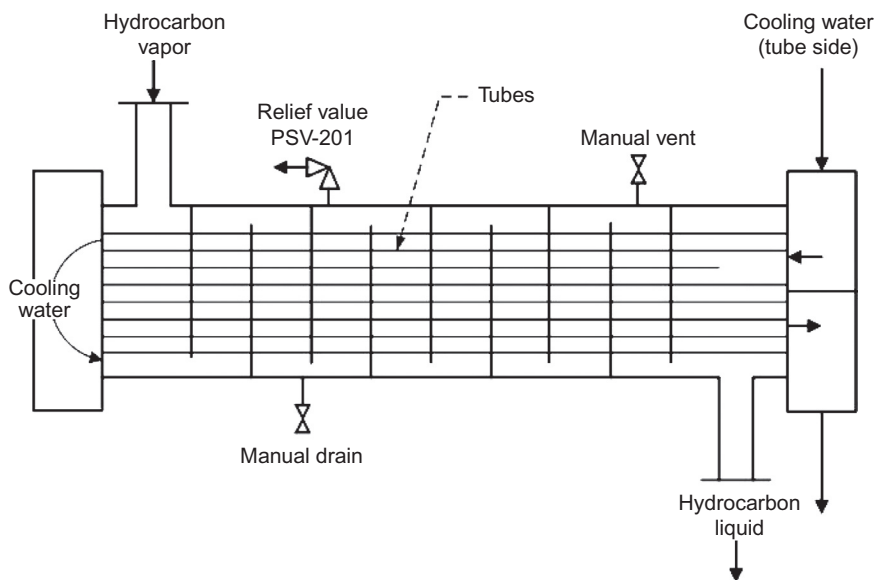 Hydrocarbon
vapor
Cooling water
(tube side)
Relief value
PSV-201
Tubes
Manual vent
Cooling
water
Manual drain
Hydrocarbon
liquid